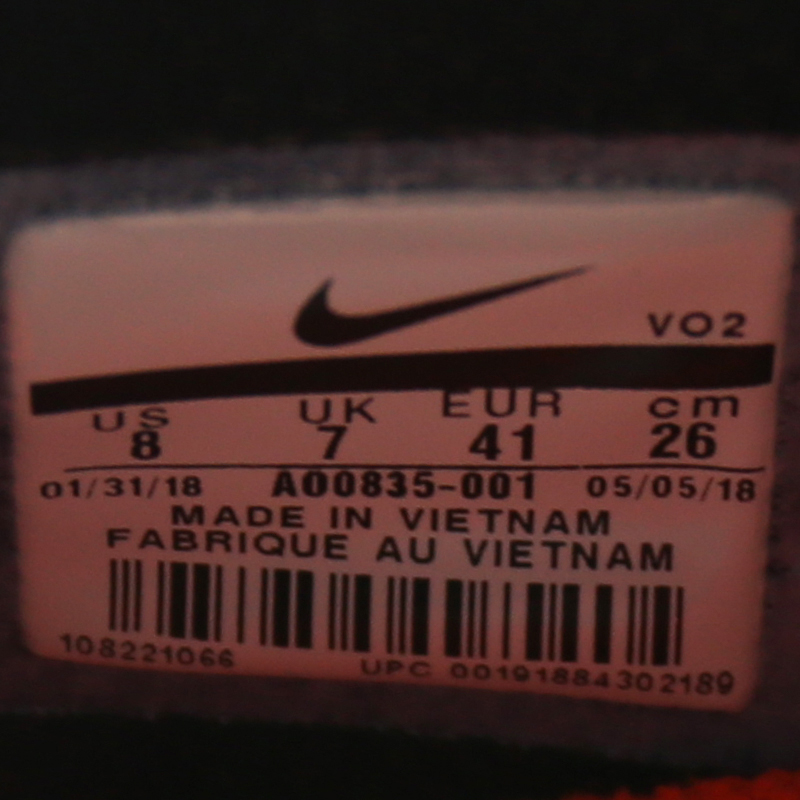 VO2
US UK EUR cm
8 7 41 26
01/31/18 AO0835-001 05/05/18
MADE IN VIETNAM
FABRIQUE AU VIETNAM
108221066 UPC 00191884302189